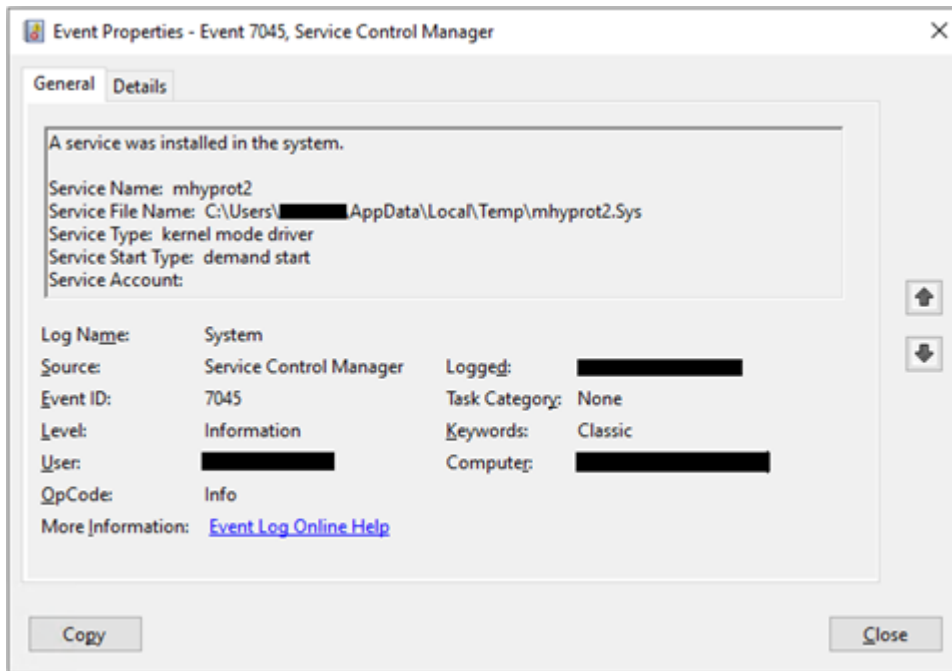 Event Properties - Event 7045, Service Control Manager
General Details
A service was installed in the system.
Service Name: mhyprot2
Service File Name: C:\Users\ AppData\Local\Temp\mhyprot2.Sys
Service Type: kernel mode driver
Service Start Type: demand start
Service Account:
Log Name: System
Source: Service Control Manager Logged:
Event ID: 7045 Task Category: None
Level: Information Keywords: Classic
User: Computer:
OpCode: Info
More Information: Event Log Online Help
Copy Close